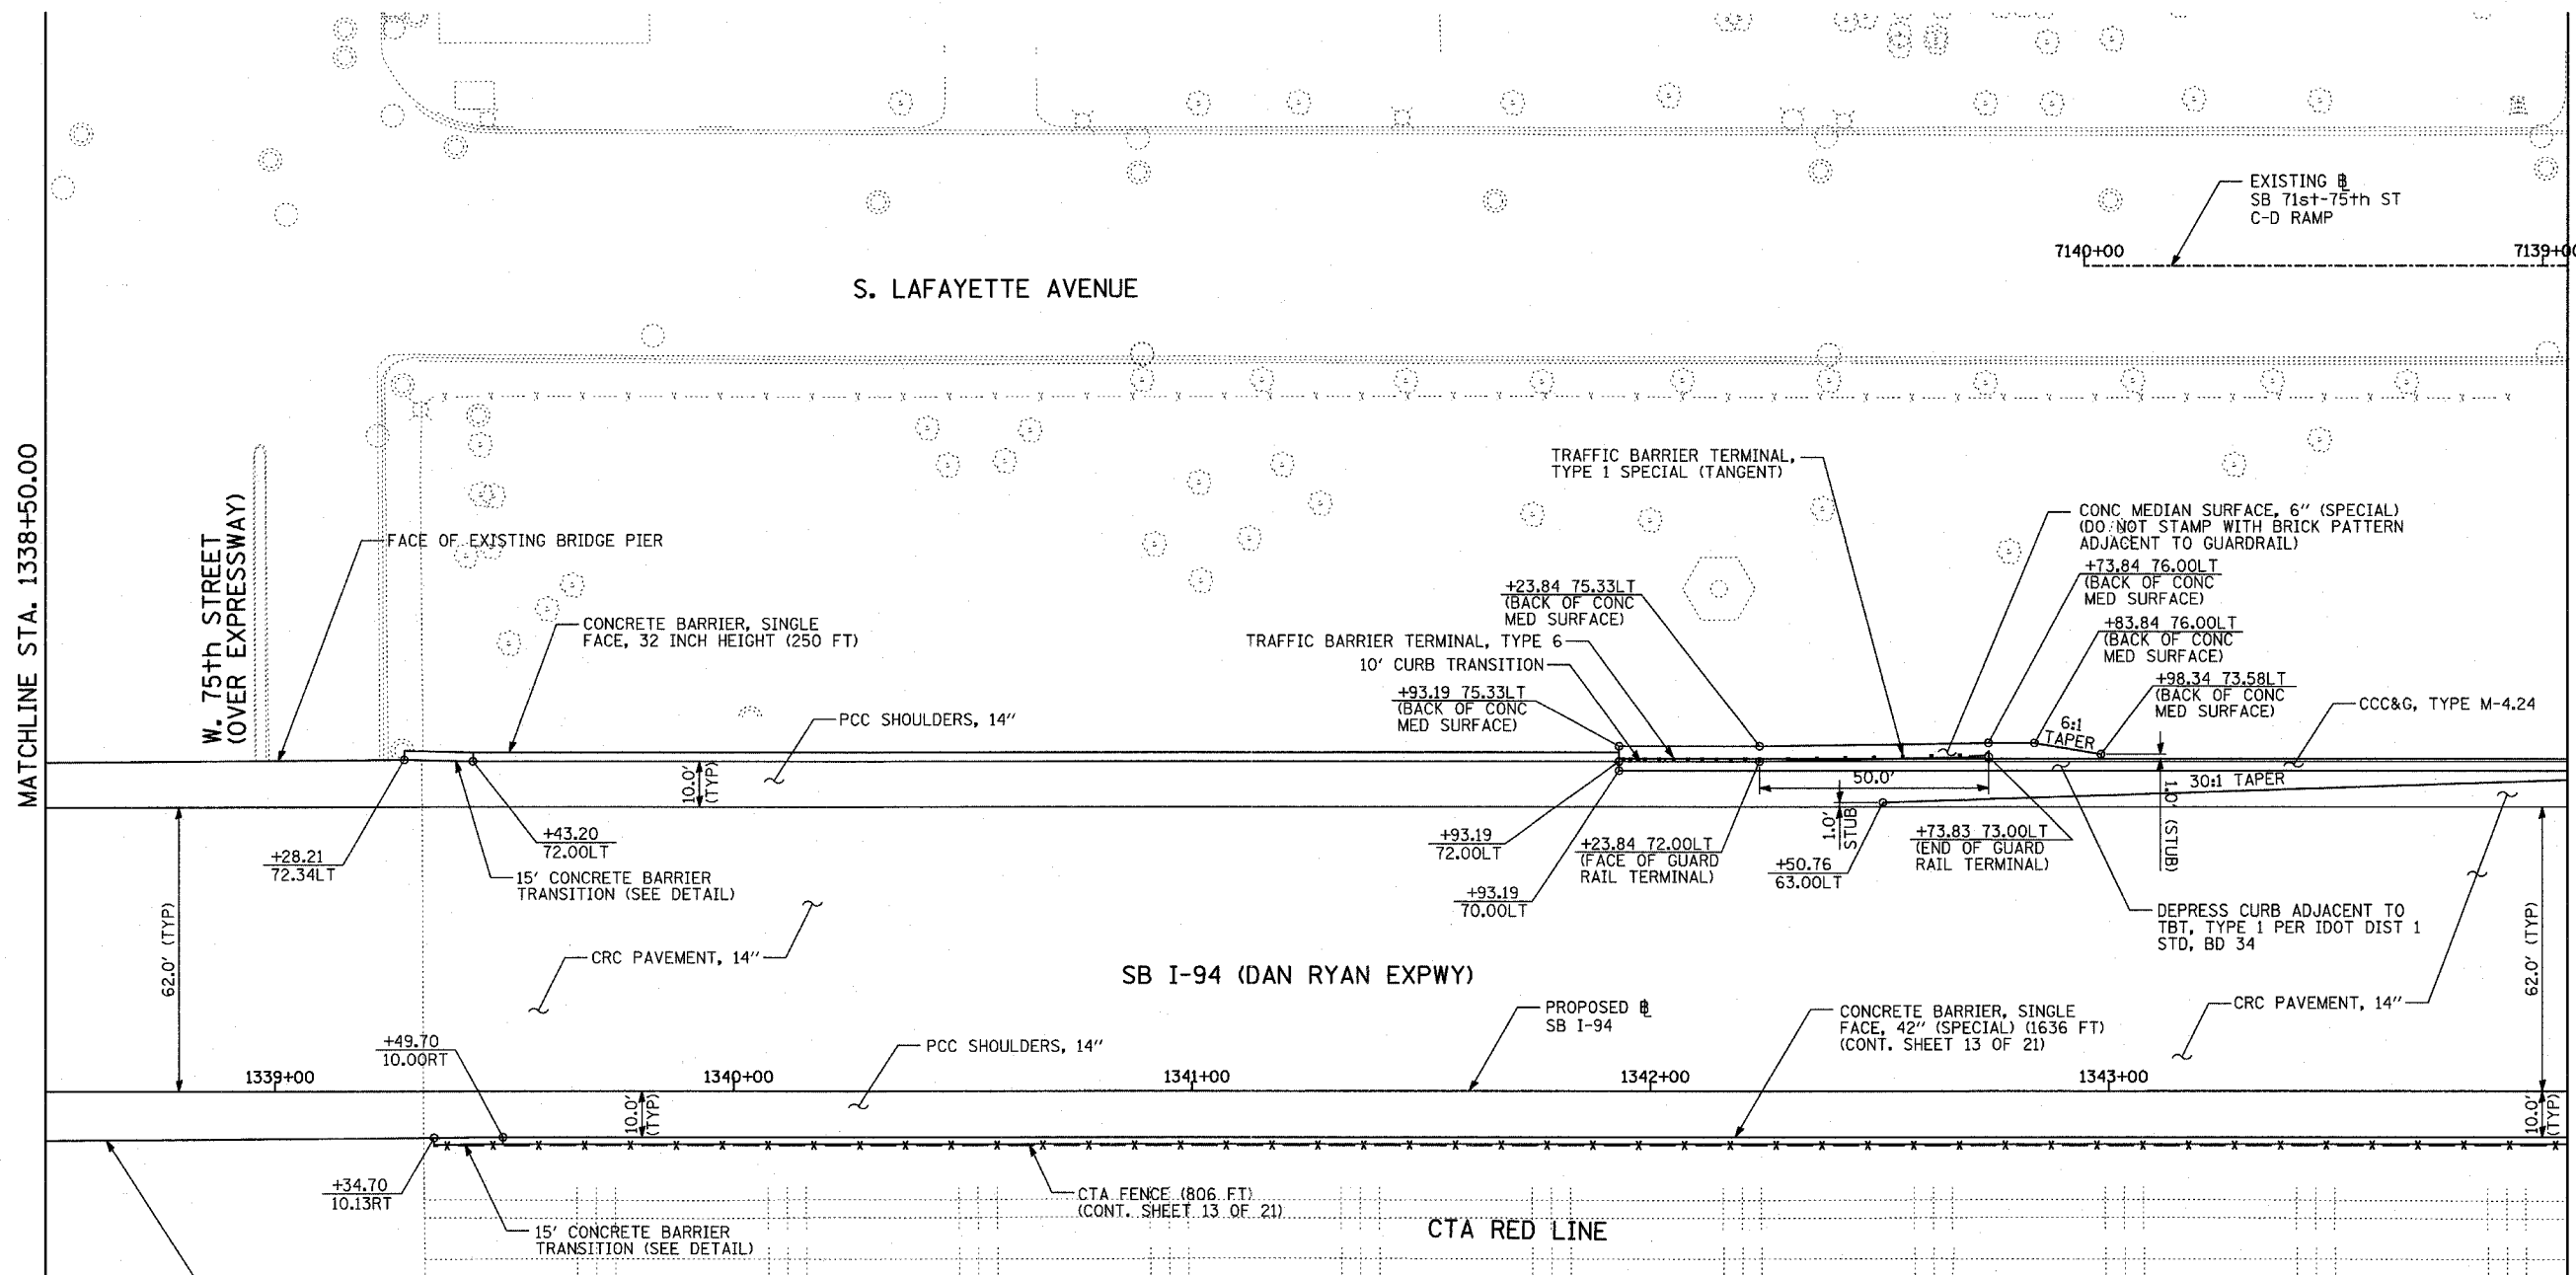 EXISTING B
SB 71st-75th ST
C-D RAMP
7140+00
7139+00
S. LAFAYETTE AVENUE
MATCHLINE STA. 1338+50.00
W. 75th STREET
(OVER EXPRESSWAY)
FACE OF EXISTING BRIDGE PIER
CONCRETE BARRIER, SINGLE
FACE, 32 INCH HEIGHT (250 FT)
PCC SHOULDERS, 14"
TRAFFIC BARRIER TERMINAL,
TYPE 1 SPECIAL (TANGENT)
CONC MEDIAN SURFACE, 6" (SPECIAL)
(DO NOT STAMP WITH BRICK PATTERN
ADJACENT TO GUARDRAIL)
+23.84 75.33LT
(BACK OF CONC
MED SURFACE)
+73.84 76.00LT
(BACK OF CONC
MED SURFACE)
TRAFFIC BARRIER TERMINAL, TYPE 6
10' CURB TRANSITION
+83.84 76.00LT
(BACK OF CONC
MED SURFACE)
+93.19 75.33LT
(BACK OF CONC
MED SURFACE)
+98.34 73.58LT
(BACK OF CONC
MED SURFACE)
CCC&G, TYPE M-4.24
6:1
TAPER
10.0'
(TYP)
50.0'
30:1 TAPER
1.0'
STUB
1.0'
(STUB)
+28.21
72.34LT
+43.20
72.00LT
15' CONCRETE BARRIER
TRANSITION (SEE DETAIL)
+93.19
72.00LT
+93.19
70.00LT
+23.84 72.00LT
(FACE OF GUARD
RAIL TERMINAL)
+50.76
63.00LT
+73.83 73.00LT
(END OF GUARD
RAIL TERMINAL)
DEPRESS CURB ADJACENT TO
TBT, TYPE 1 PER IDOT DIST 1
STD, BD 34
62.0' (TYP)
62.0' (TYP)
CRC PAVEMENT, 14"
SB I-94 (DAN RYAN EXPWY)
PROPOSED B
SB I-94
CONCRETE BARRIER, SINGLE
FACE, 42" (SPECIAL) (1636 FT)
(CONT. SHEET 13 OF 21)
CRC PAVEMENT, 14"
+49.70
10.00RT
PCC SHOULDERS, 14"
1339+00
1340+00
1341+00
1342+00
1343+00
10.0'
(TYP)
10.0'
(TYP)
+34.70
10.13RT
15' CONCRETE BARRIER
TRANSITION (SEE DETAIL)
CTA FENCE (806 FT)
(CONT. SHEET 13 OF 21)
CTA RED LINE